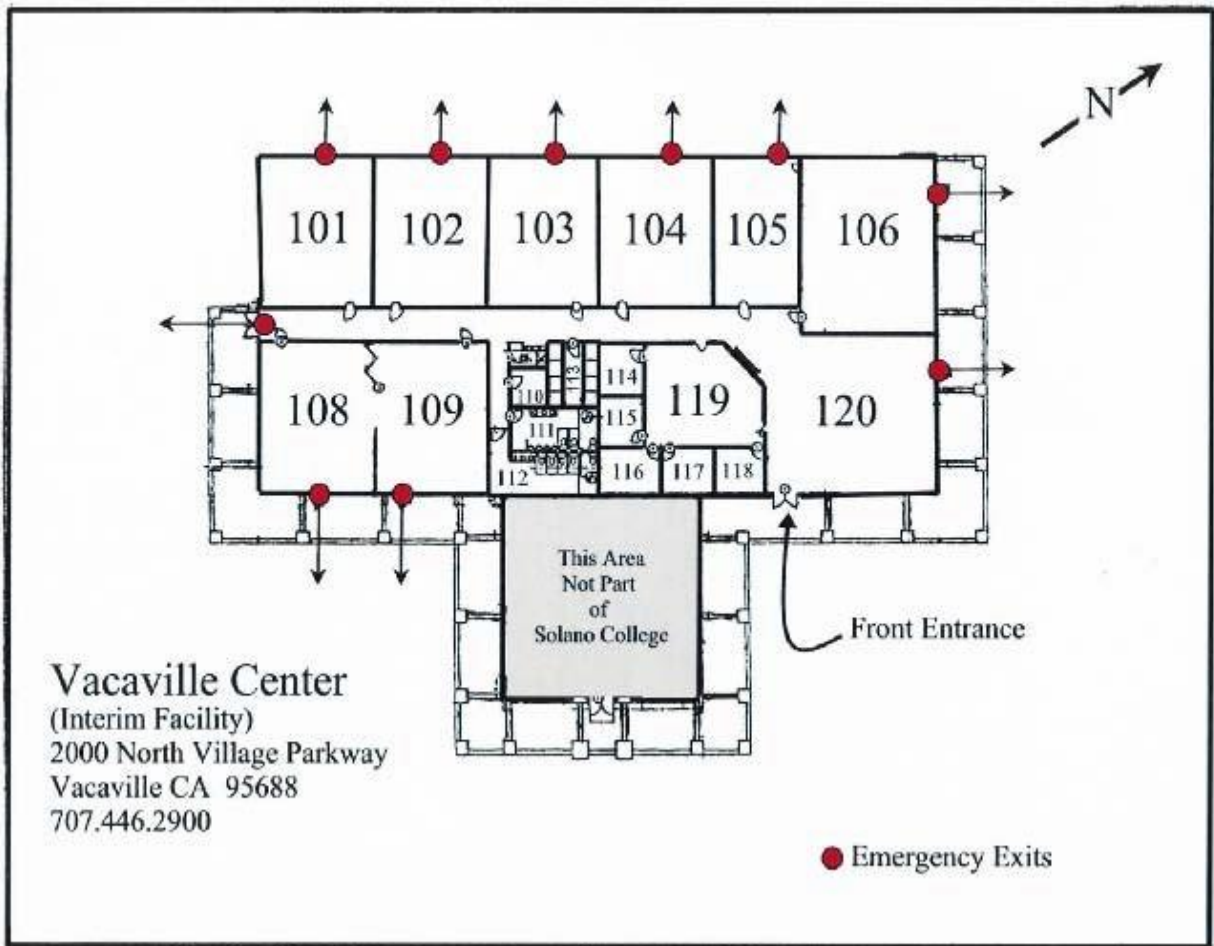 N
101
102
103
104
105
106
108
109
110
111
112
113
114
115
116
117
118
119
120
This Area
Not Part
of
Solano College
Front Entrance
Vacaville Center
(Interim Facility)
2000 North Village Parkway
Vacaville CA 95688
707.446.2900
Emergency Exits